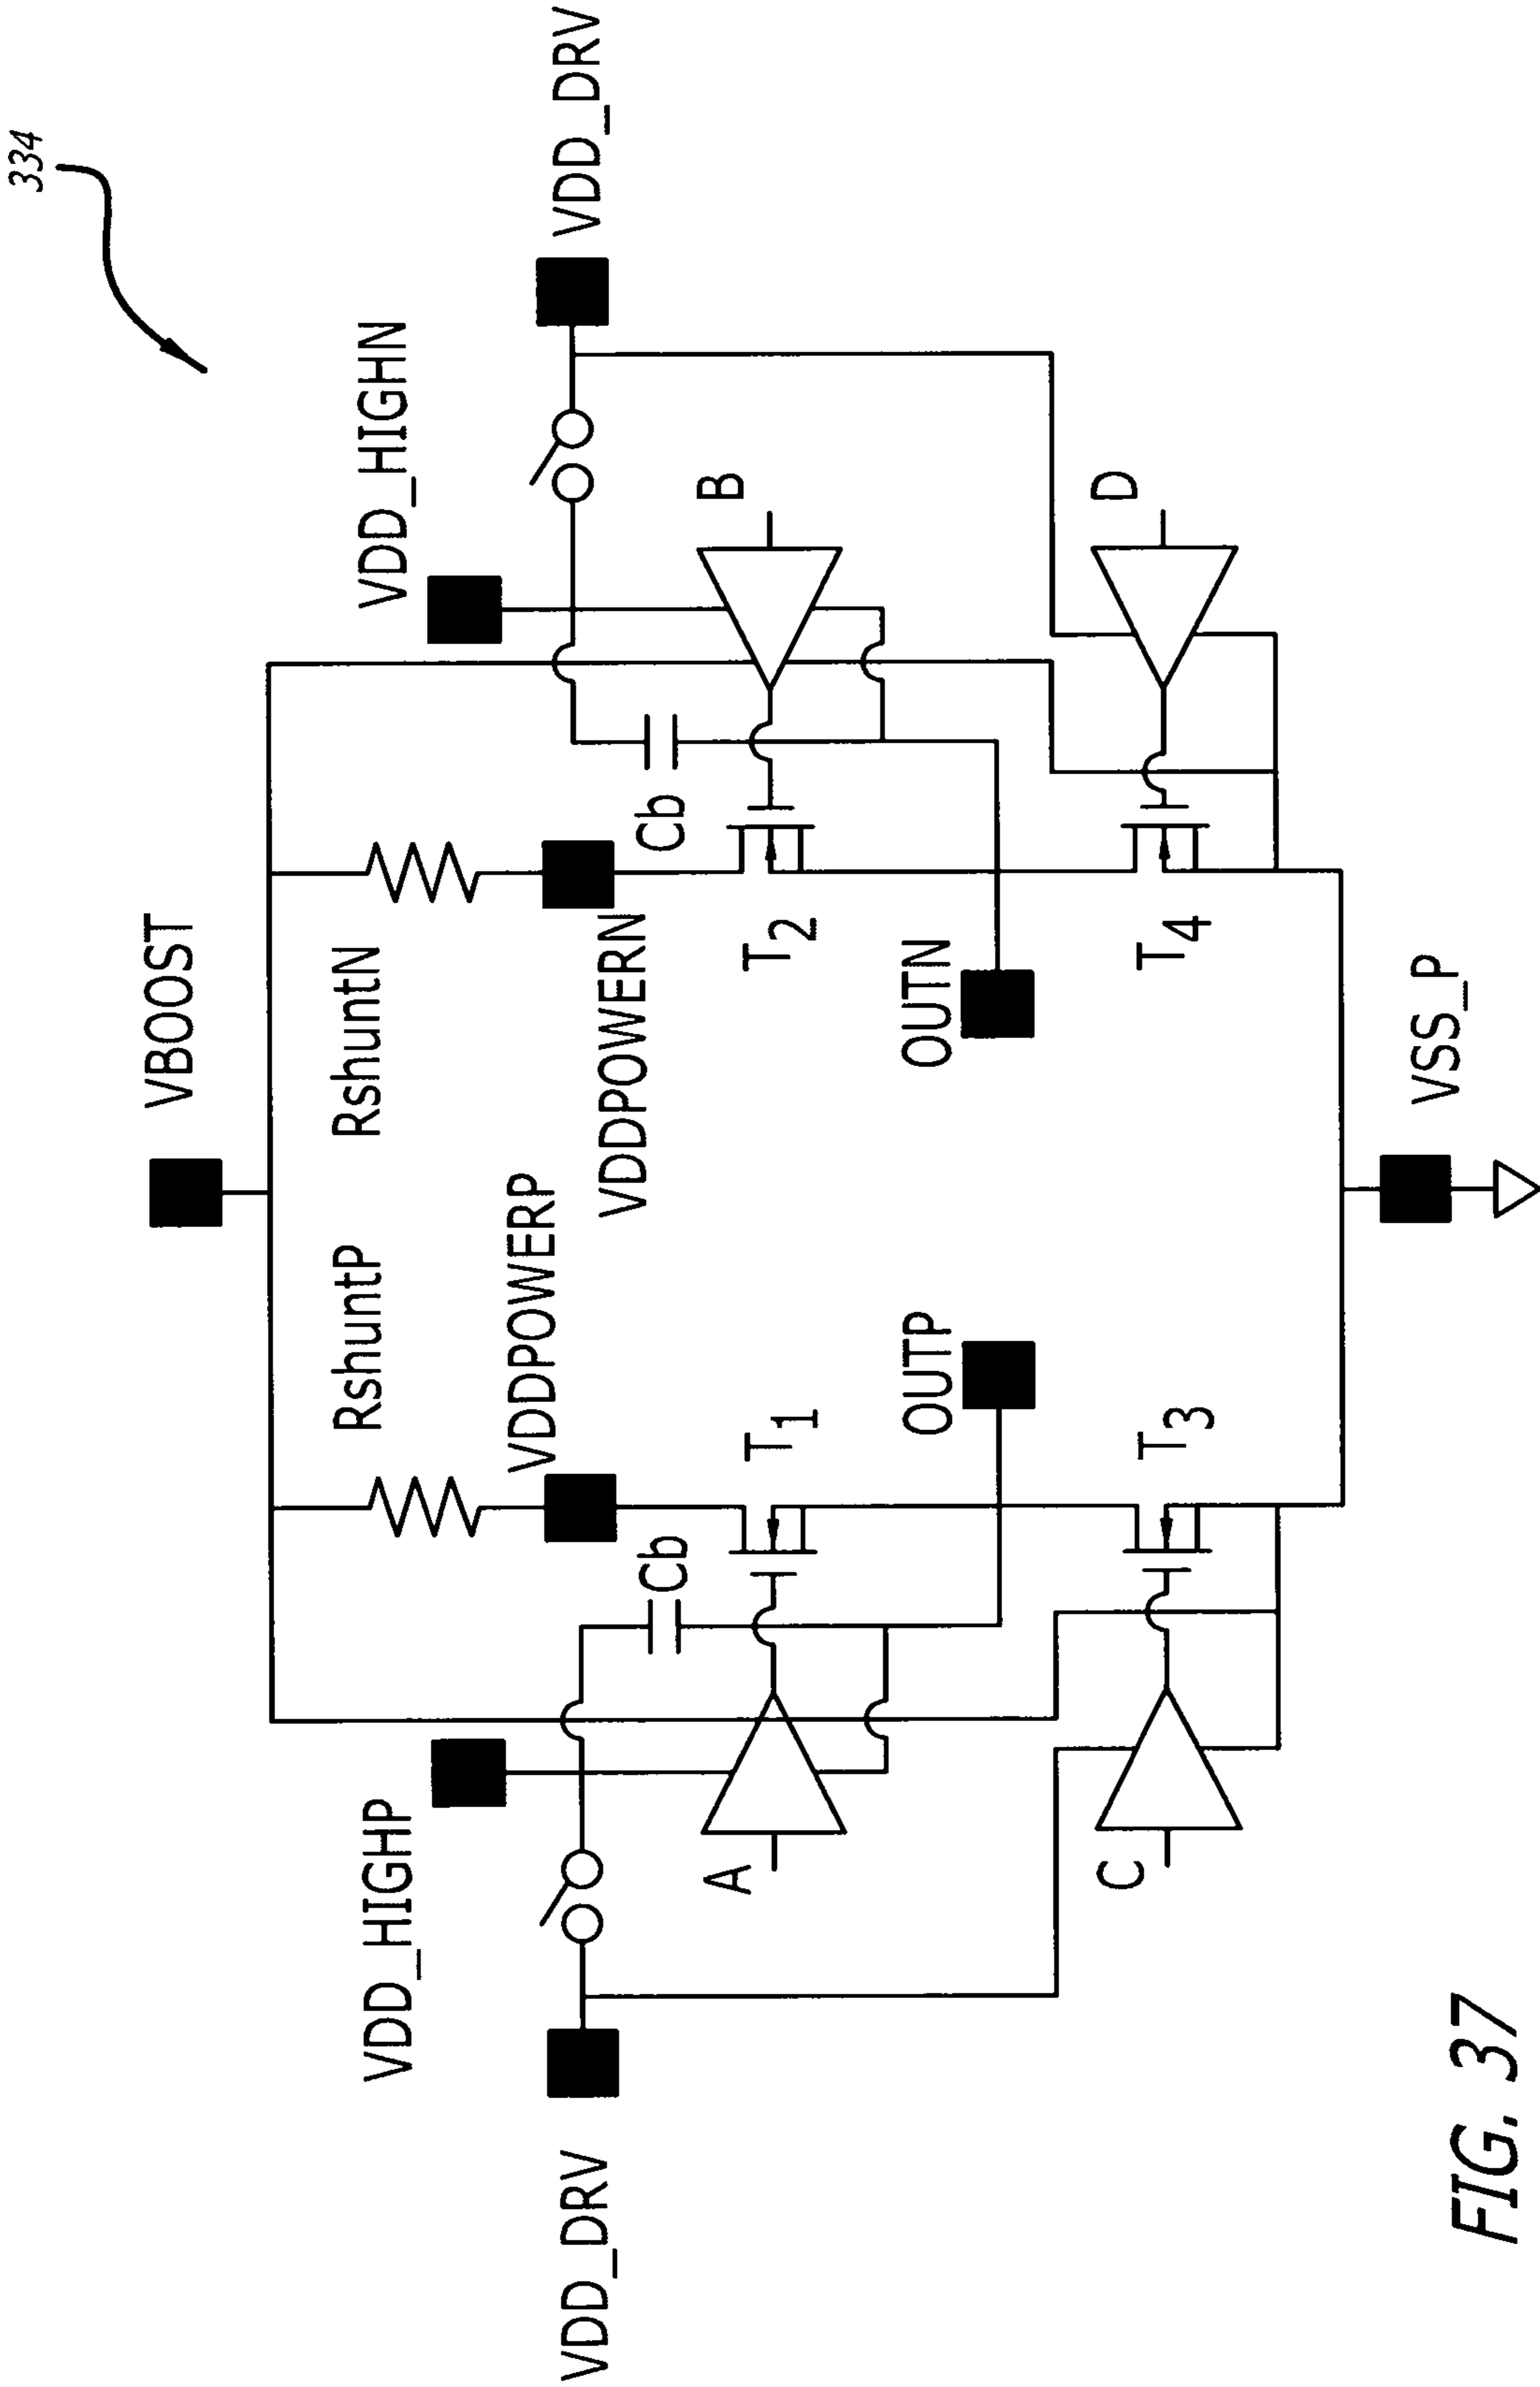 334
VBOOST
RshuntP
RshuntN
VDD_HIGHP
VDD_HIGHN
VDD_DRV
VDDPOWERP
VDDPOWERN
VDD_DRV
Cb
Cb
A
T1
T2
B
OUTP
OUTN
C
T3
T4
D
VSS_P
FIG. 37